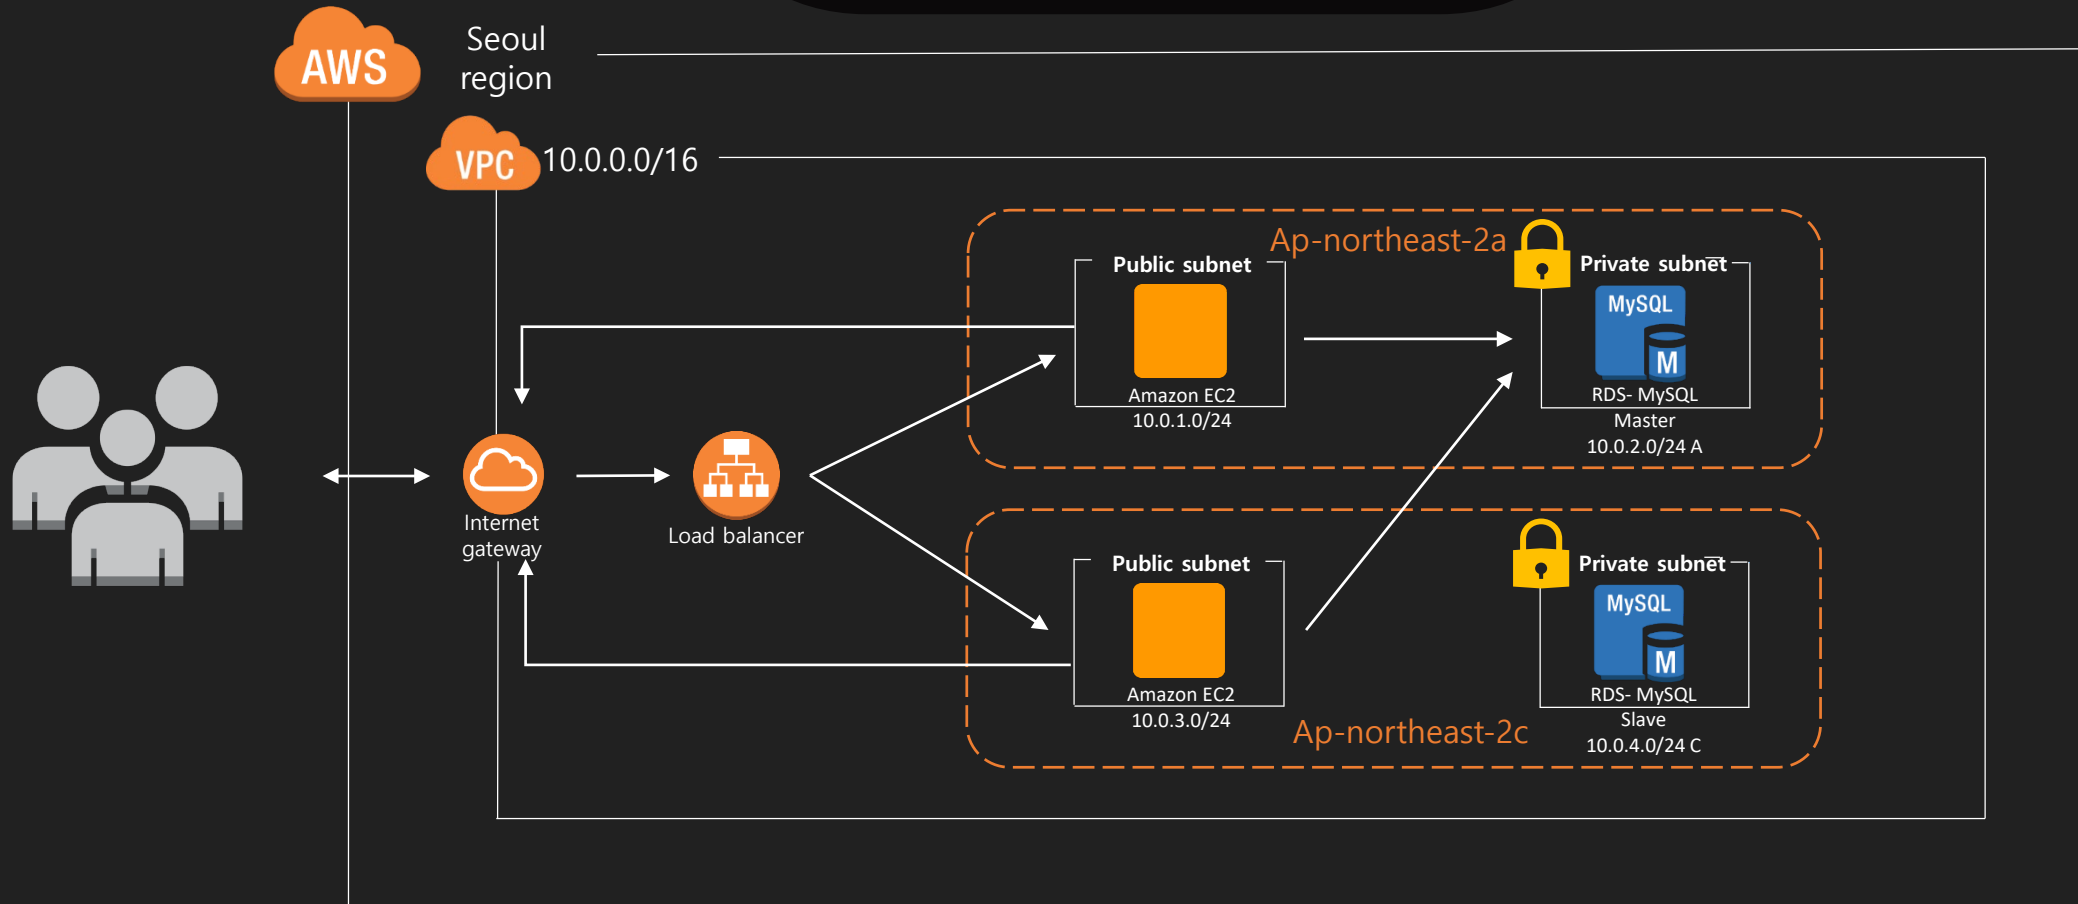 AWS
Seoul
region
VPC
10.0.0.0/16
Ap-northeast-2a
Public subnet
Amazon EC2
10.0.1.0/24
Private subnet
MySQL
M
RDS- MySQL
Master
10.0.2.0/24 A
Internet
gateway
Load balancer
Public subnet
Amazon EC2
10.0.3.0/24
Ap-northeast-2c
Private subnet
MySQL
M
RDS- MySQL
Slave
10.0.4.0/24 C